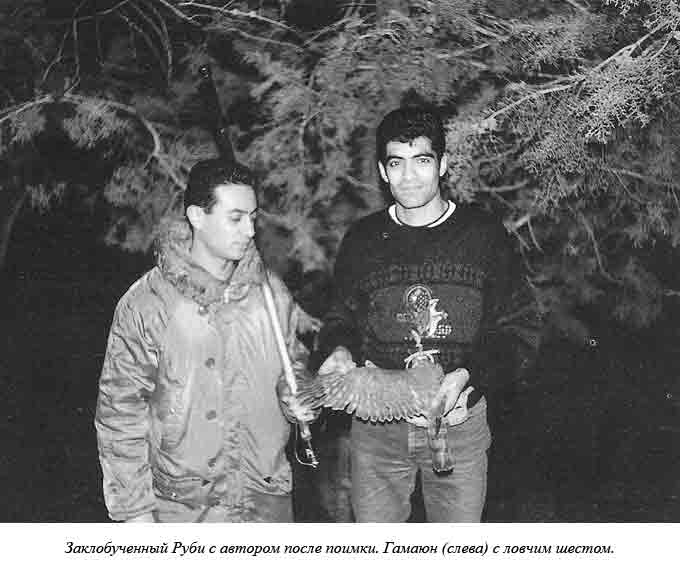 Заклобученный Руби с автором после поимки. Гамаюн (слева) с ловчим шестом.